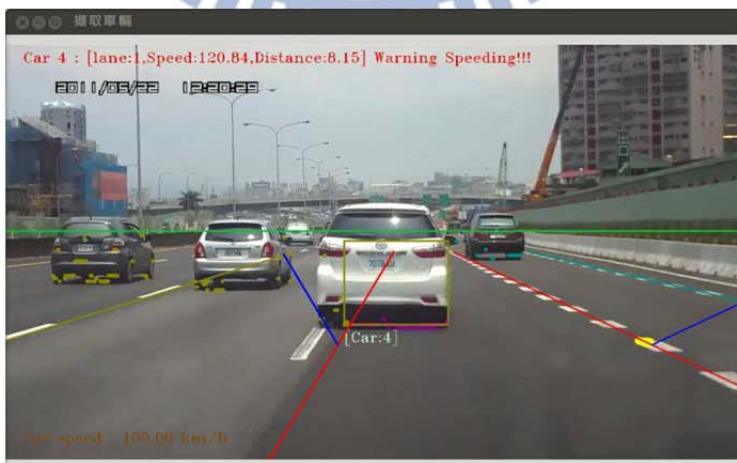 擷取車輛
Car 4 : [lane:1,Speed:120.84,Distance:8.15] Warning Speeding!!!
2011/05/22 12:20:29
[Car:4]
Car speed : 100.00 km/h